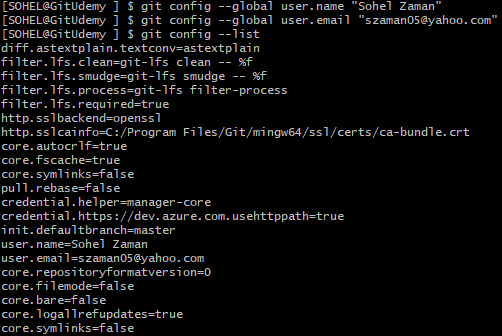 [SOHEL@GitUdemy ] $ git config --global user.name "Sohel Zaman"
[SOHEL@GitUdemy ] $ git config --global user.email "szaman05@yahoo.com"
[SOHEL@GitUdemy ] $ git config --list
diff.astextplain.textconv=astextplain
filter.lfs.clean=git-lfs clean -- %f
filter.lfs.smudge=git-lfs smudge -- %f
filter.lfs.process=git-lfs filter-process
filter.lfs.required=true
http.sslbackend=openssl
http.sslcainfo=C:/Program Files/Git/mingw64/ssl/certs/ca-bundle.crt
core.autocrlf=true
core.fscache=true
core.symlinks=false
pull.rebase=false
credential.helper=manager-core
credential.https://dev.azure.com.usehttppath=true
init.defaultbranch=master
user.name=Sohel Zaman
user.email=szaman05@yahoo.com
core.repositoryformatversion=0
core.filemode=false
core.bare=false
core.logallrefupdates=true
core.symlinks=false